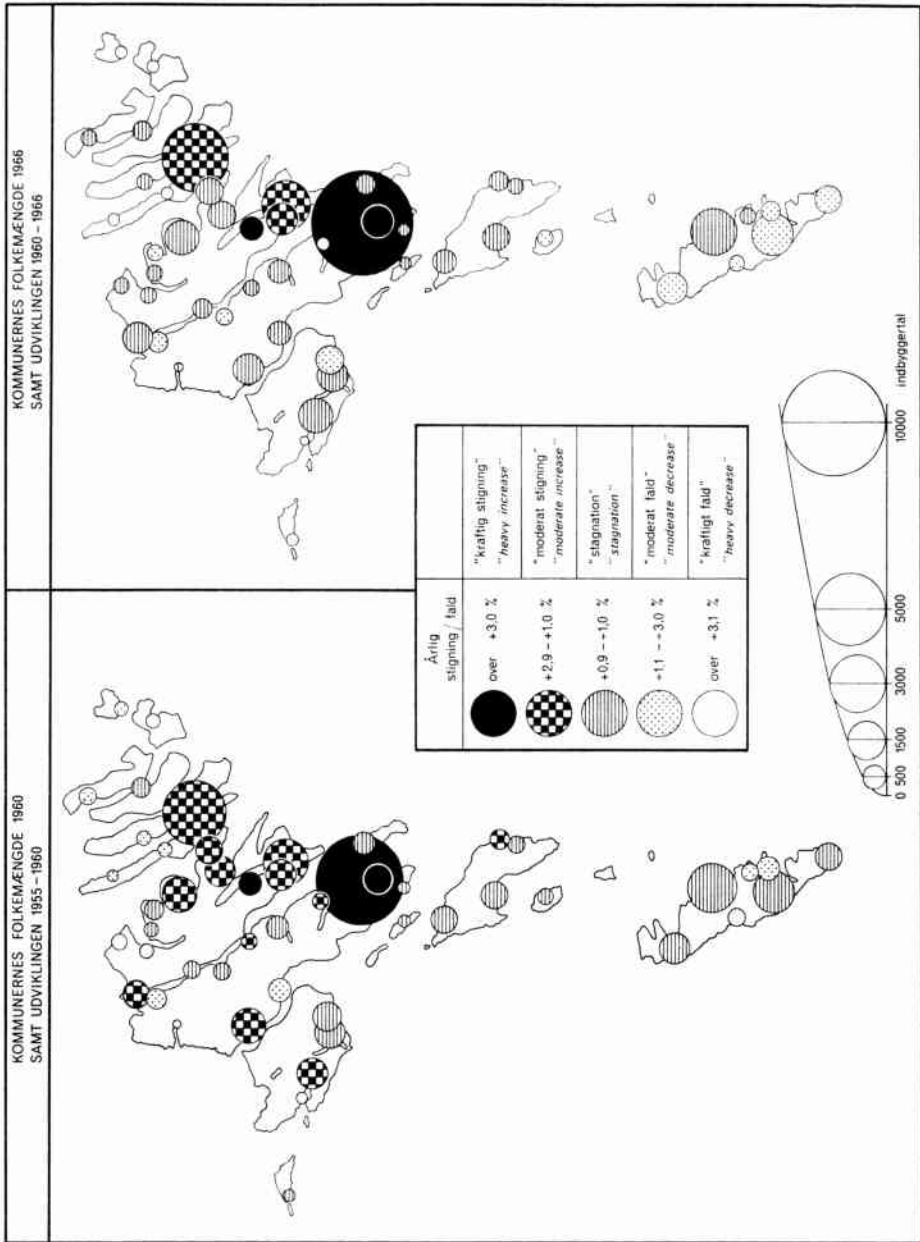 KOMMUNERNES FOLKEMÆNGDE 1960
SAMT UDVIKLINGEN 1955 – 1960
KOMMUNERNES FOLKEMÆNGDE 1966
SAMT UDVIKLINGEN 1960 – 1966
Årlig
stigning / fald
over +3,0 % "kraftig stigning"
"heavy increase"
+2,9 – +1,0 % "moderat stigning"
"moderate increase"
+0,9 – +1,0 % "stagnation"
"stagnation"
+1,1 – +3,0 % "moderat fald"
"moderate decrease"
over +3,1 % "kraftigt fald"
"heavy decrease"
0 500 1500 3000 5000 10000 indbyggertal